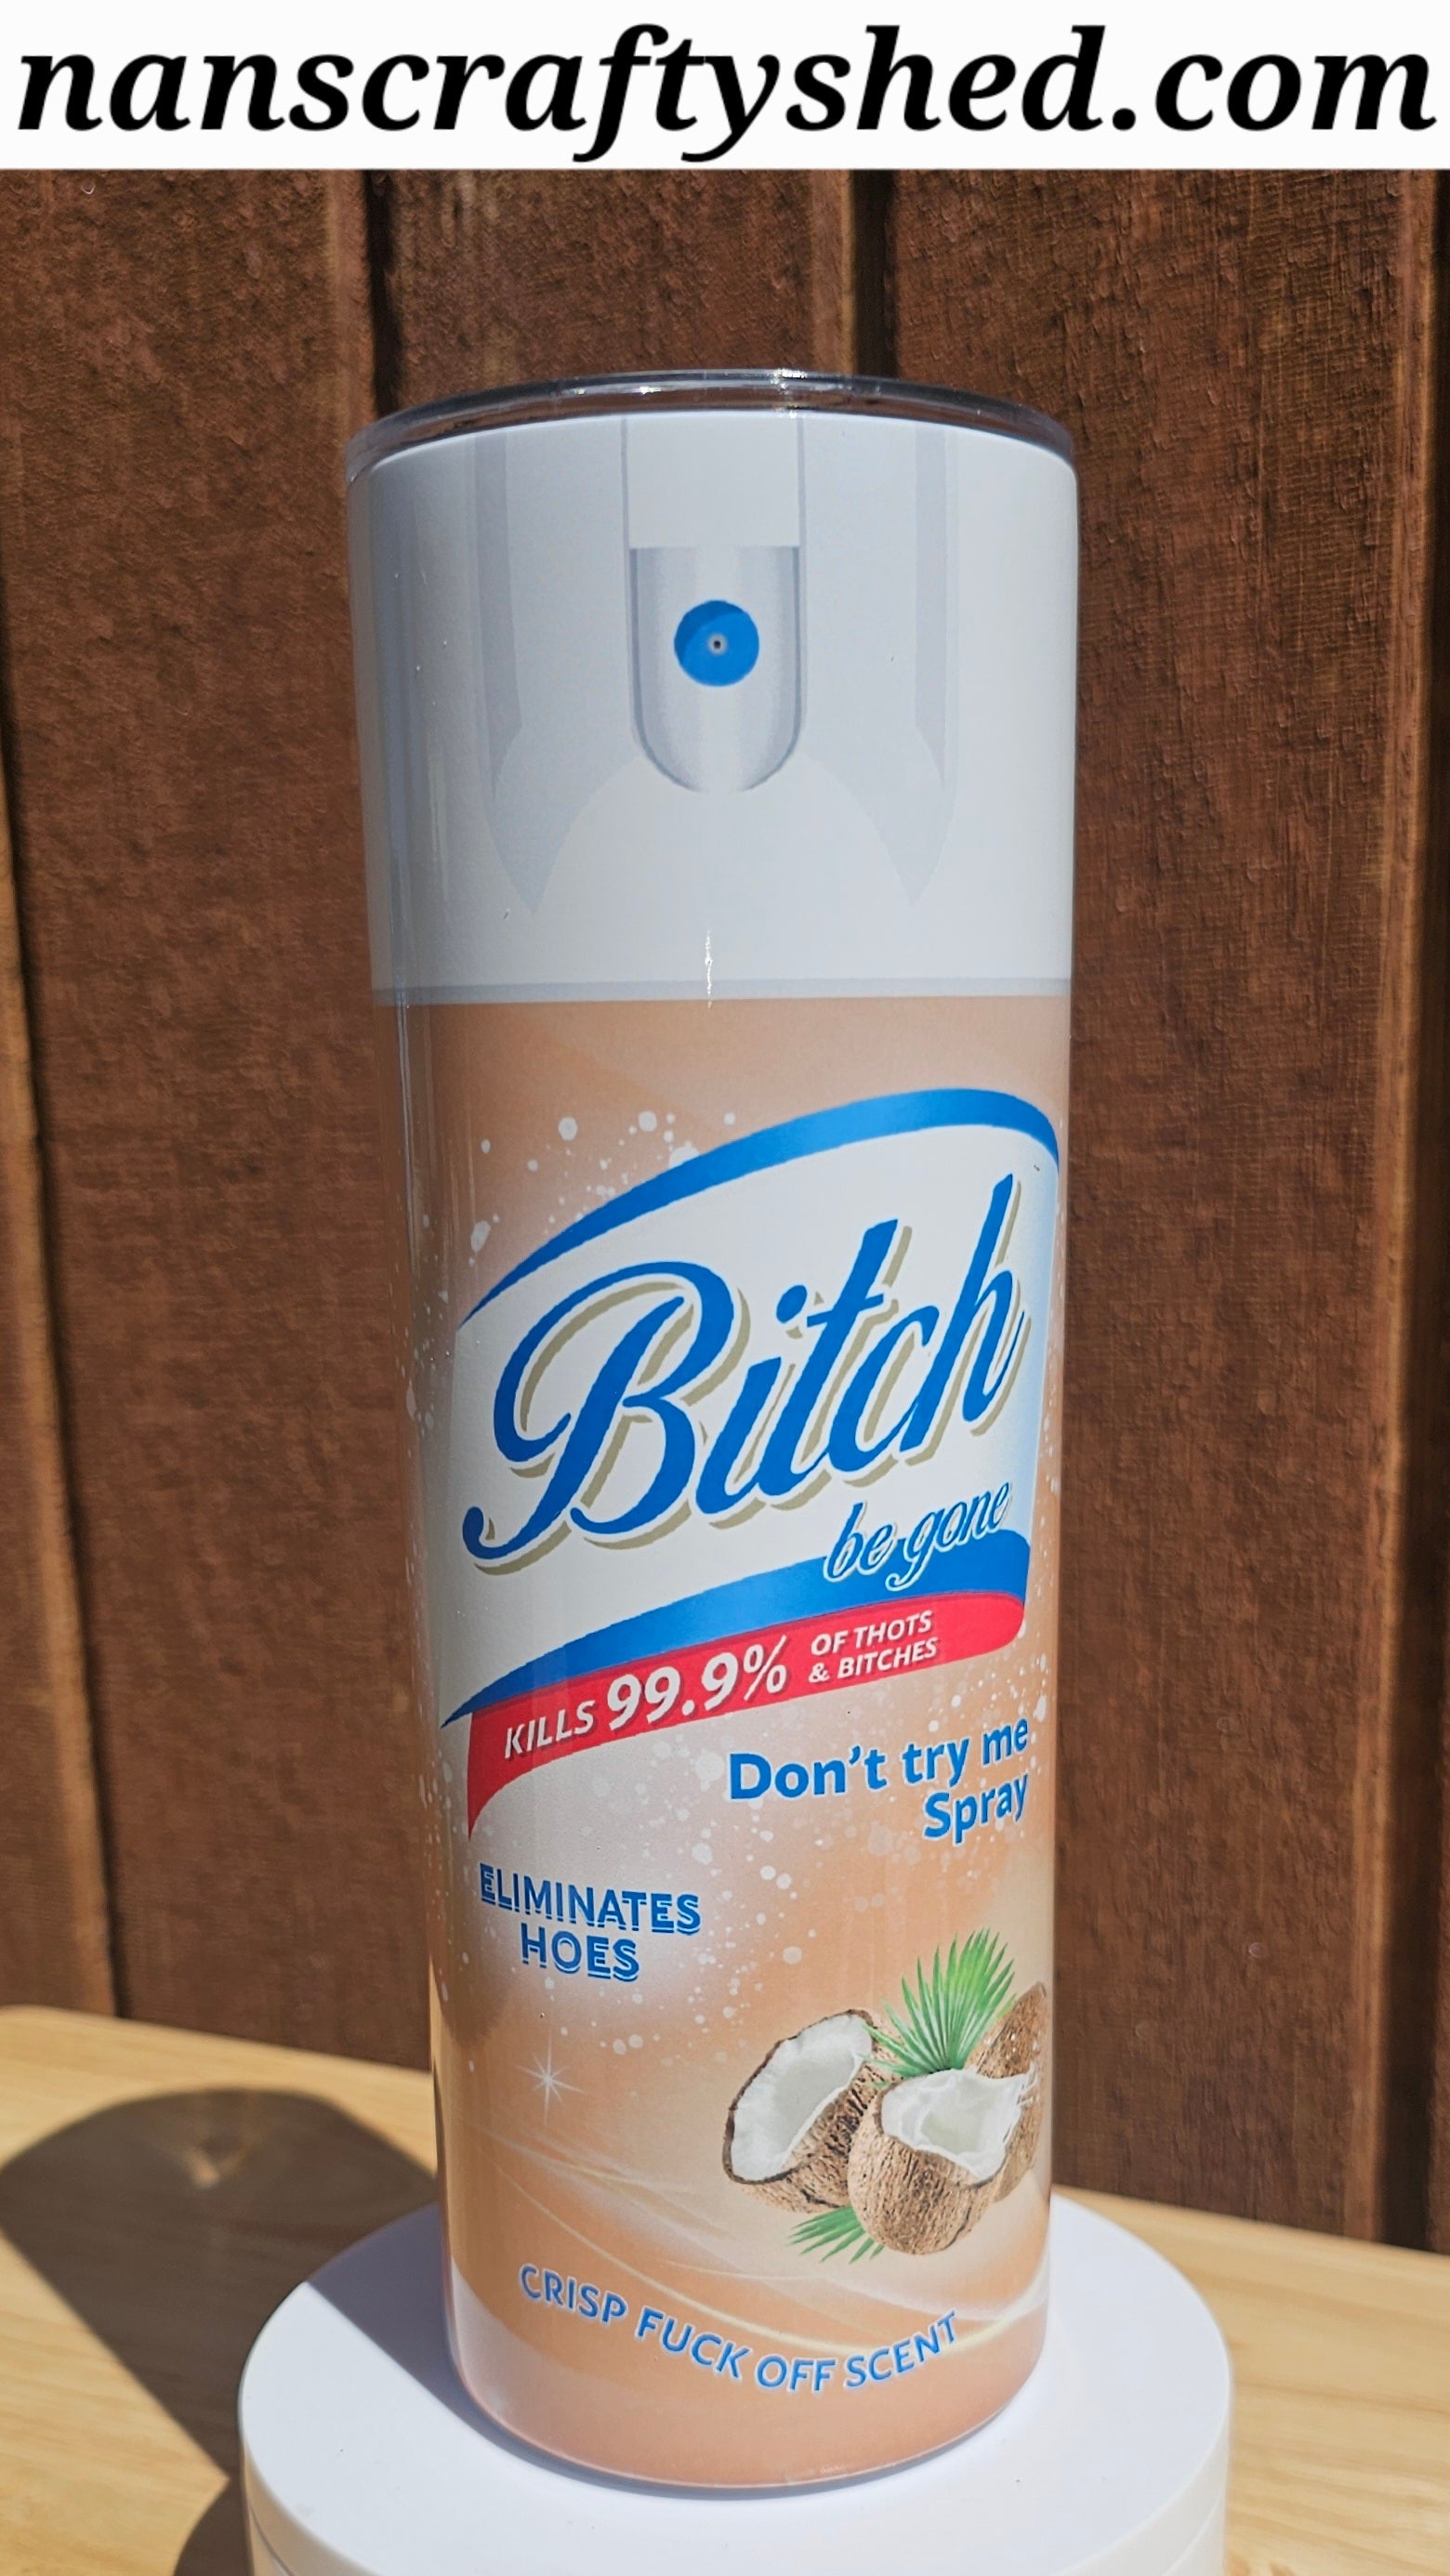 nanscraftyshed.com
Bitch
be gone
KILLS 99.9% OF THOTS
& BITCHES
Don't try me
Spray
ELIMINATES
HOES
CRISP FUCK OFF SCENT